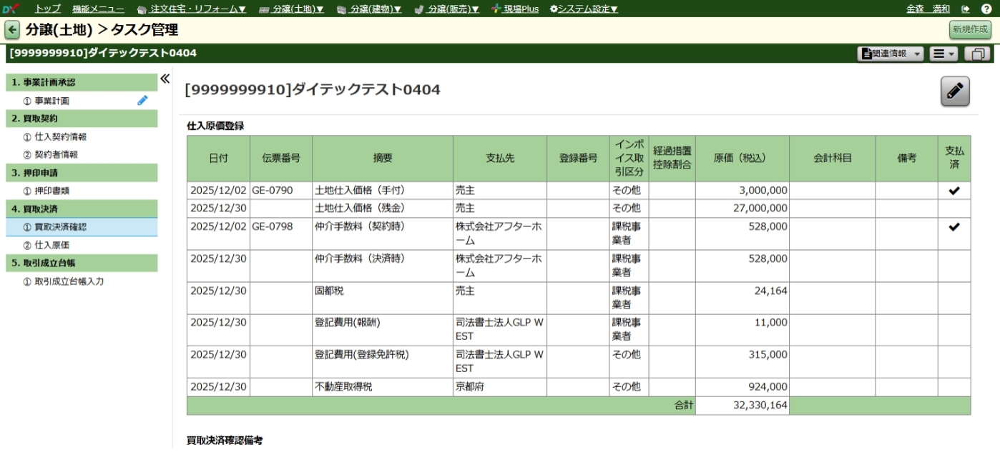 DX トップ 機能メニュー 注文住宅・リフォーム▼ 分譲(土地)▼ 分譲(建物)▼ 分譲(販売)▼ 現場Plus システム設定▼ 金森 満和
分譲(土地) ＞タスク管理 新規作成
[9999999910]ダイテックテスト0404 関連情報
1. 事業計画承認
① 事業計画
2. 買取契約
① 仕入契約情報
② 契約者情報
3. 押印申請
① 押印書類
4. 買取決済
① 買取決済確認
② 仕入原価
5. 取引成立台帳
① 取引成立台帳入力
[9999999910]ダイテックテスト0404
仕入原価登録
日付 伝票番号 摘要 支払先 登録番号 インボイス取引区分 経過措置控除割合 原価（税込） 会計科目 備考 支払済
2025/12/02 GE-0790 土地仕入価格（手付） 売主 その他 3,000,000 ✔
2025/12/30 土地仕入価格（残金） 売主 その他 27,000,000
2025/12/02 GE-0798 仲介手数料（契約時） 株式会社アフターホーム 課税事業者 528,000 ✔
2025/12/30 仲介手数料（決済時） 株式会社アフターホーム 課税事業者 528,000
2025/12/30 固都税 売主 課税事業者 24,164
2025/12/30 登記費用(報酬) 司法書士法人GLP WEST 課税事業者 11,000
2025/12/30 登記費用(登録免許税) 司法書士法人GLP WEST その他 315,000
2025/12/30 不動産取得税 京都府 その他 924,000
合計 32,330,164
買取決済確認備考